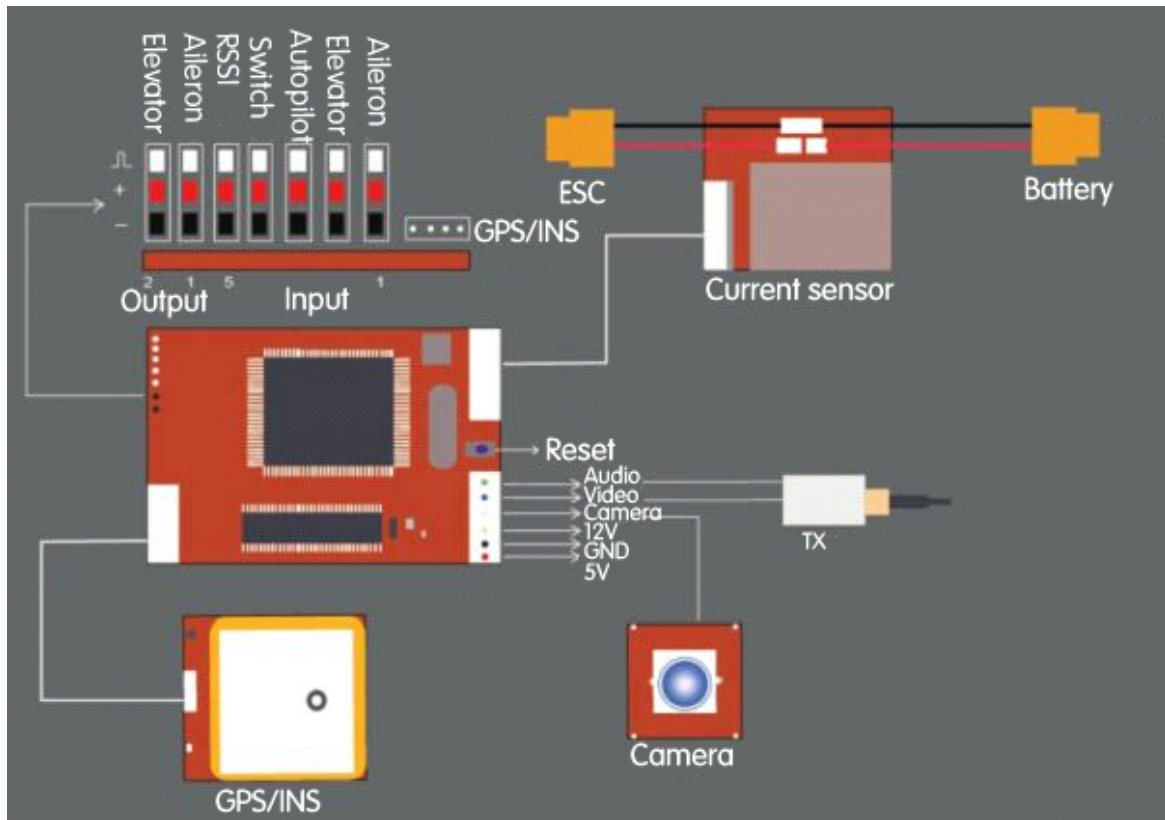 Elevator
Aileron
RSSI
Switch
Autopilot
Elevator
Aileron
+
−
GPS/INS
2 1 5 1
Output Input
ESC
Battery
Current sensor
Reset
Audio
Video
Camera
12V
GND
5V
TX
Camera
GPS/INS